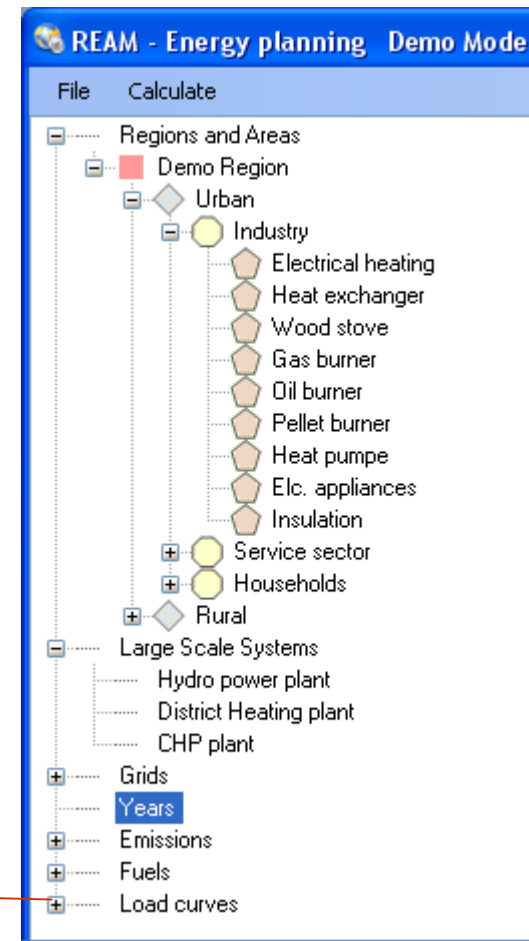 REAM - Energy planning Demo Mode
File Calculate
Regions and Areas
Demo Region
Urban
Industry
Electrical heating
Heat exchanger
Wood stove
Gas burner
Oil burner
Pellet burner
Heat pumpe
Elc. appliances
Insulation
Service sector
Households
Rural
Large Scale Systems
Hydro power plant
District Heating plant
CHP plant
Grids
Years
Emissions
Fuels
Load curves